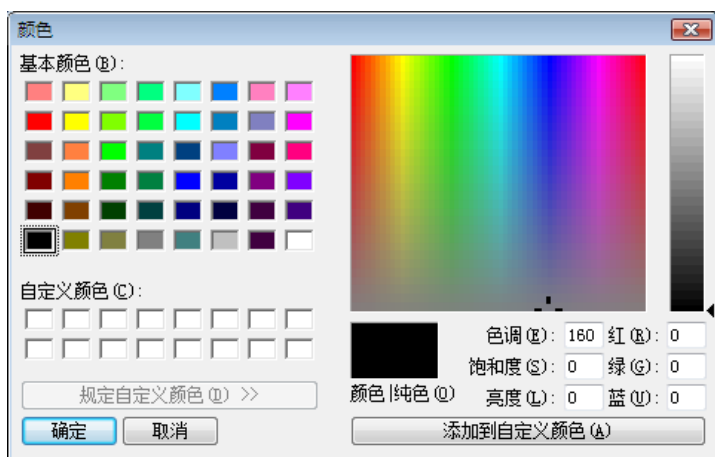 颜色
基本颜色(B):
自定义颜色(C):
规定自定义颜色(D) >>
确定 取消
颜色|纯色(O)
色调(E): 160 红(R): 0
饱和度(S): 0 绿(G): 0
亮度(L): 0 蓝(U): 0
添加到自定义颜色(A)